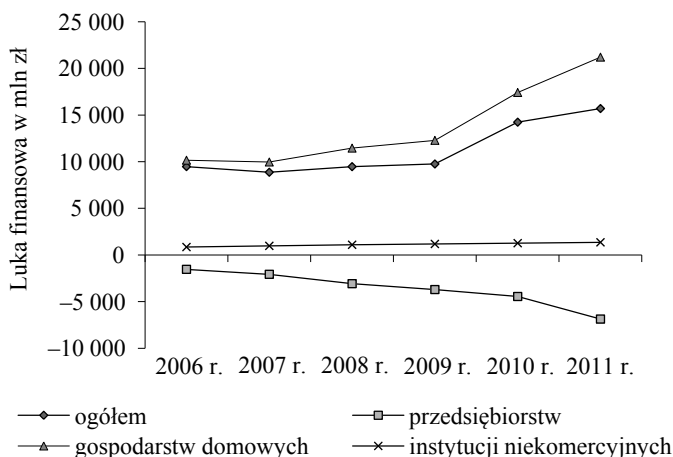 Luka finansowa w mln zł
25 000
20 000
15 000
10 000
5 000
0
–5 000
–10 000
2006 r. 2007 r. 2008 r. 2009 r. 2010 r. 2011 r.
ogółem przedsiębiorstw
gospodarstw domowych instytucji niekomercyjnych